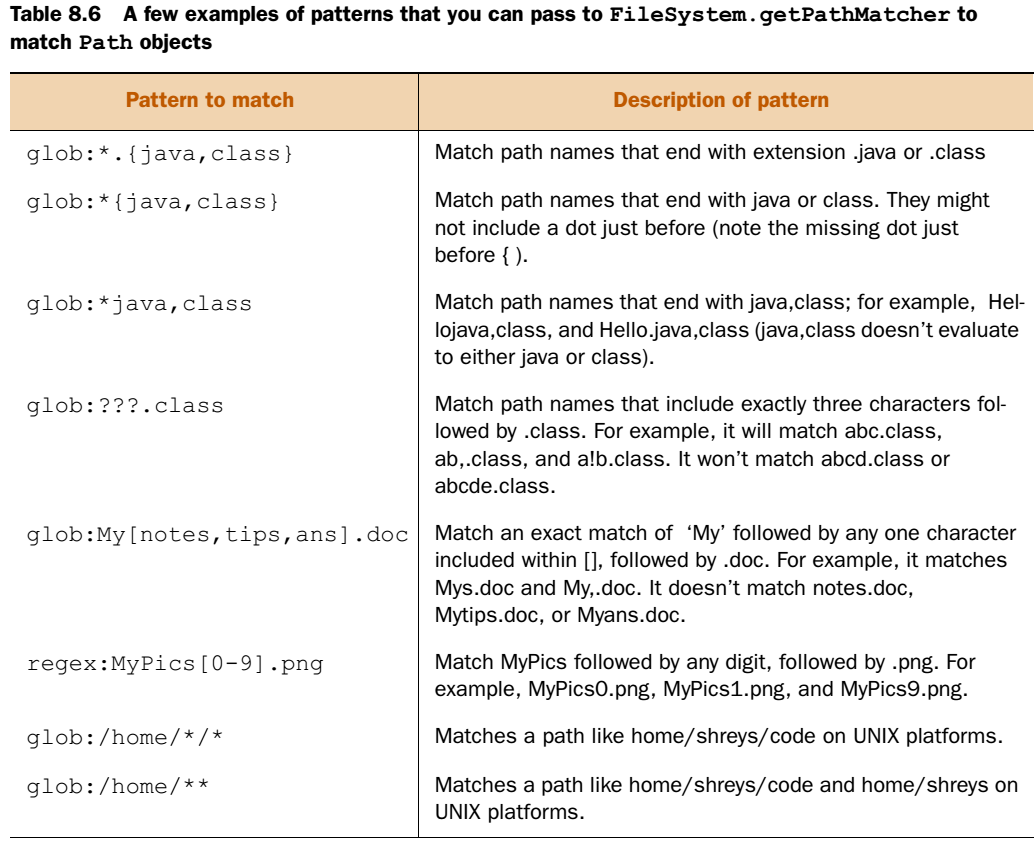 Table 8.6 A few examples of patterns that you can pass to FileSystem.getPathMatcher to
match Path objects
Pattern to match
Description of pattern
glob:*.{java,class}
Match path names that end with extension .java or .class
glob:*{java,class}
Match path names that end with java or class. They might
not include a dot just before (note the missing dot just
before { ).
glob:*java,class
Match path names that end with java,class; for example, Hel-
lojava,class, and Hello.java,class (java,class doesn't evaluate
to either java or class).
glob:???.class
Match path names that include exactly three characters fol-
lowed by .class. For example, it will match abc.class,
ab,.class, and a!b.class. It won't match abcd.class or
abcde.class.
glob:My[notes,tips,ans].doc
Match an exact match of 'My' followed by any one character
included within [], followed by .doc. For example, it matches
Mys.doc and My,.doc. It doesn't match notes.doc,
Mytips.doc, or Myans.doc.
regex:MyPics[0-9].png
Match MyPics followed by any digit, followed by .png. For
example, MyPics0.png, MyPics1.png, and MyPics9.png.
glob:/home/*/*
Matches a path like home/shreys/code on UNIX platforms.
glob:/home/**
Matches a path like home/shreys/code and home/shreys on
UNIX platforms.